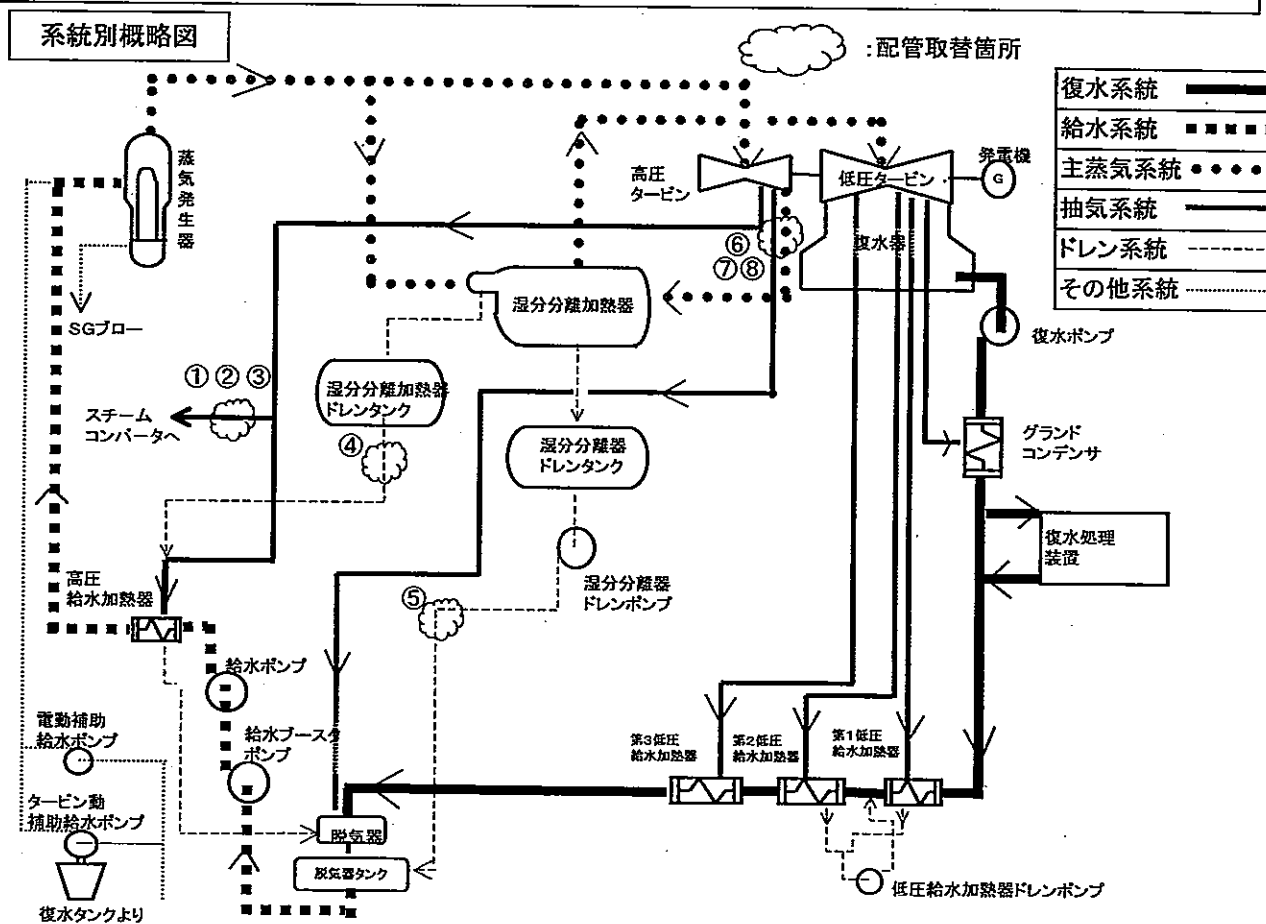 系統別概略図
:配管取替箇所
復水系統
給水系統
主蒸気系統
抽気系統
ドレン系統
その他系統
蒸気発生器
高圧
タービン
低圧タービン
発電機
G
⑥
⑦⑧
復水器
湿分分離加熱器
SGブロー
復水ポンプ
①②③
スチーム
コンバータへ
湿分分離加熱器
ドレンタンク
④
湿分分離器
ドレンタンク
グランド
コンデンサ
復水処理
装置
高圧
給水加熱器
⑤
湿分分離器
ドレンポンプ
給水ポンプ
電動補助
給水ポンプ
給水ブースタ
ポンプ
第3低圧
給水加熱器
第2低圧
給水加熱器
第1低圧
給水加熱器
タービン動
補助給水ポンプ
脱気器
脱気器タンク
低圧給水加熱器ドレンポンプ
復水タンクより